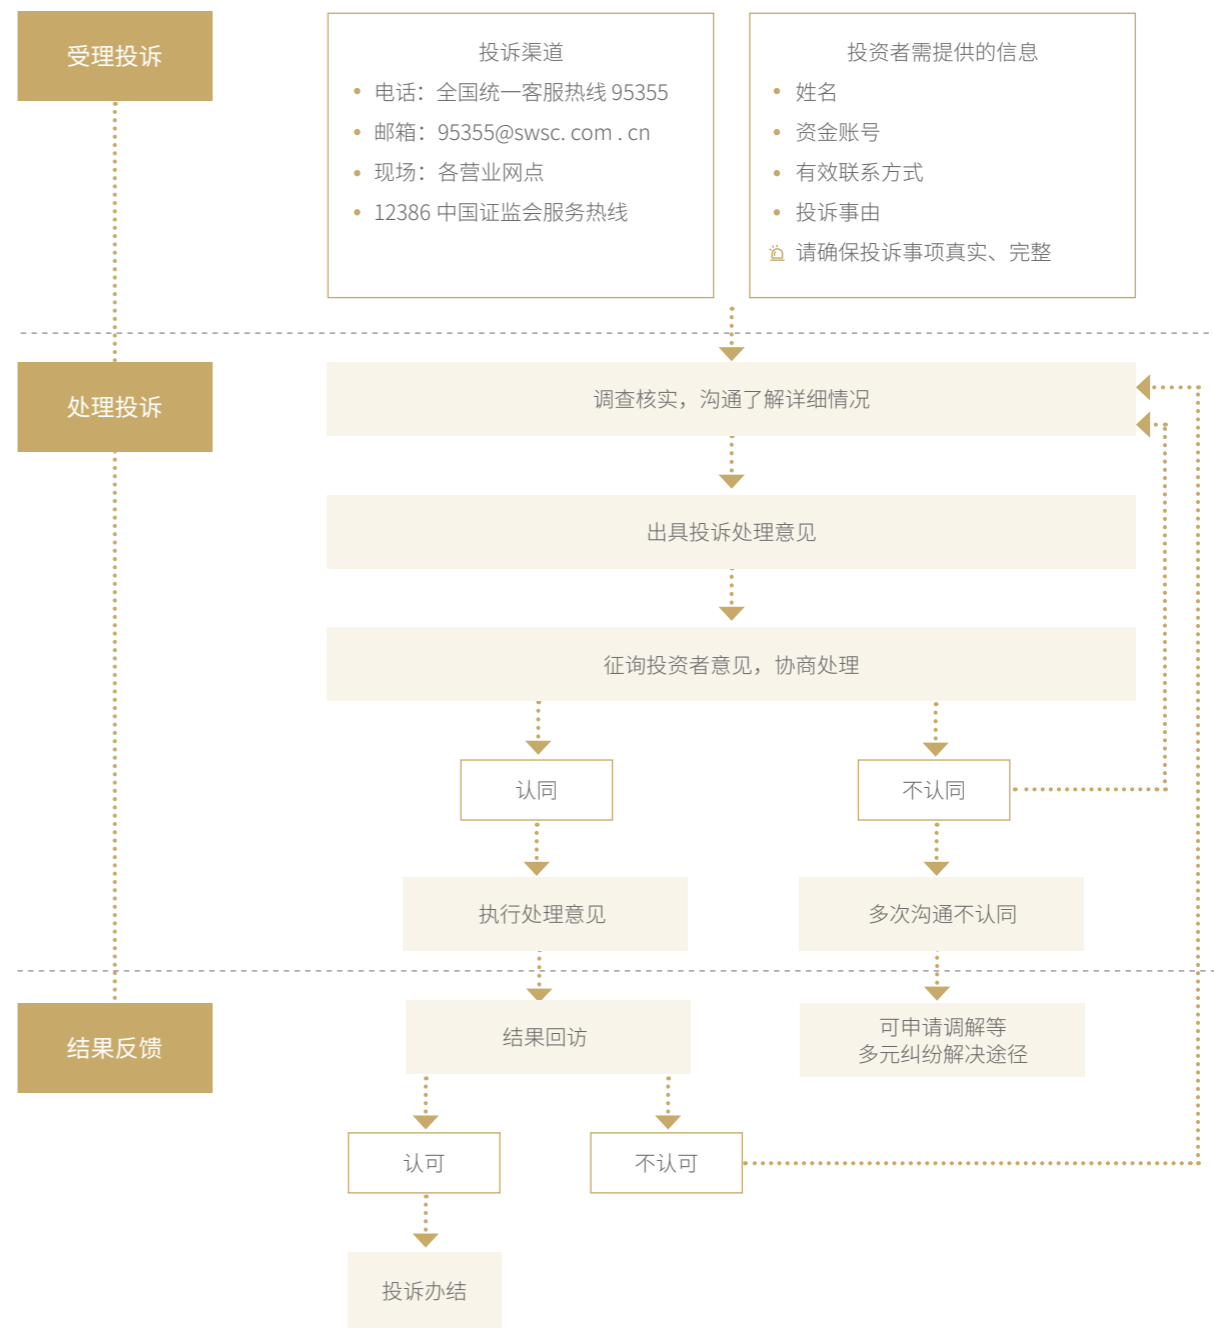 受理投诉
投诉渠道
电话：全国统一客服热线 95355
邮箱：95355@swsc. com . cn
现场：各营业网点
12386 中国证监会服务热线
投资者需提供的信息
姓名
资金账号
有效联系方式
投诉事由
请确保投诉事项真实、完整
处理投诉
调查核实，沟通了解详细情况
出具投诉处理意见
征询投资者意见，协商处理
认同
不认同
执行处理意见
多次沟通不认同
结果反馈
结果回访
可申请调解等
多元纠纷解决途径
认可
不认可
投诉办结